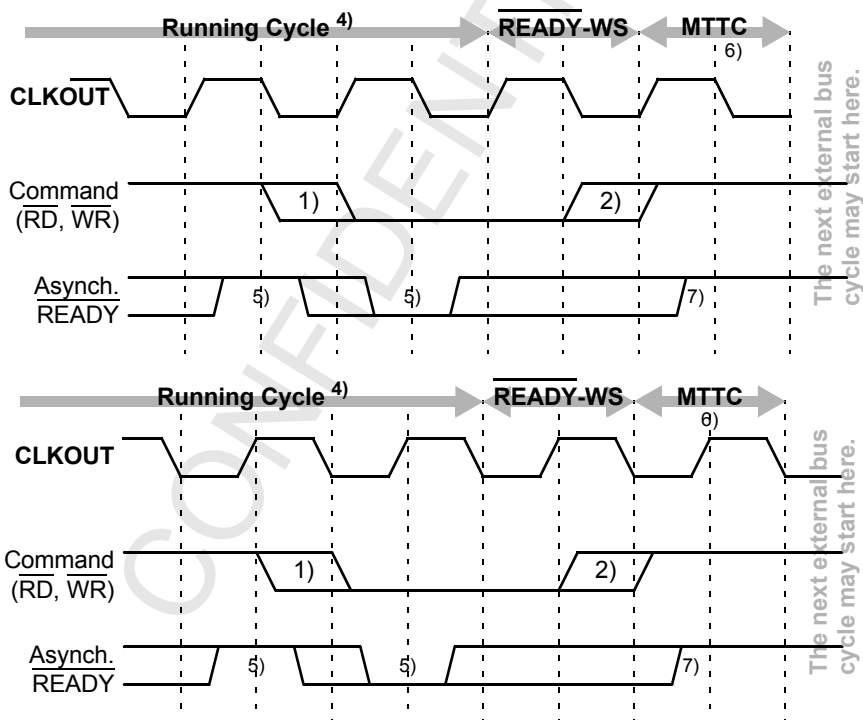 Running Cycle 4) READY-WS MTTC
6)
CLKOUT
Command
(RD, WR)
1) 2)
Asynch.
READY
5) 5) 7)
The next external bus
cycle may start here.
Running Cycle 4) READY-WS MTTC
6)
CLKOUT
Command
(RD, WR)
1) 2)
Asynch.
READY
5) 5) 7)
The next external bus
cycle may start here.
CONFIDENTI